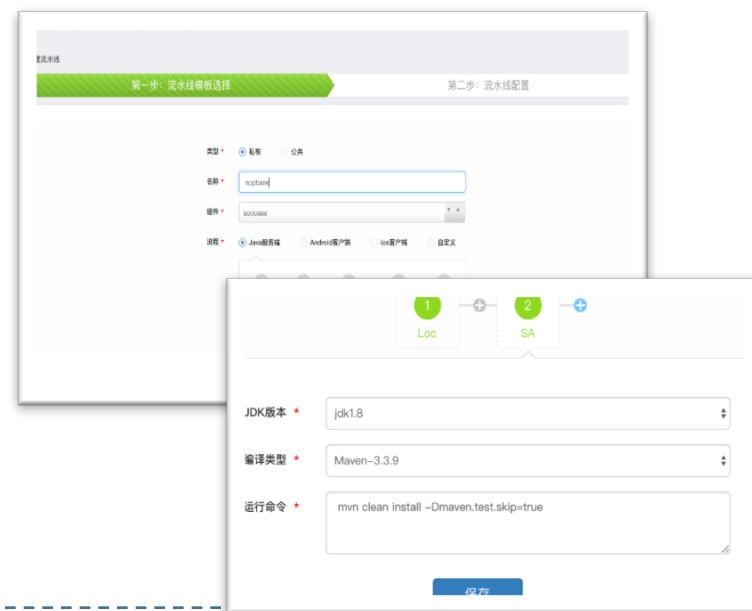 建流水线
第一步：流水线模板选择
第二步：流水线配置
类型 * 私有 公共
名称 * aopbase
组件 * aopbase
流程 * Java服务端 Android客户端 ios客户端 自定义
1 2
Loc SA
JDK版本 * jdk1.8
编译类型 * Maven-3.3.9
运行命令 * mvn clean install -Dmaven.test.skip=true
保存